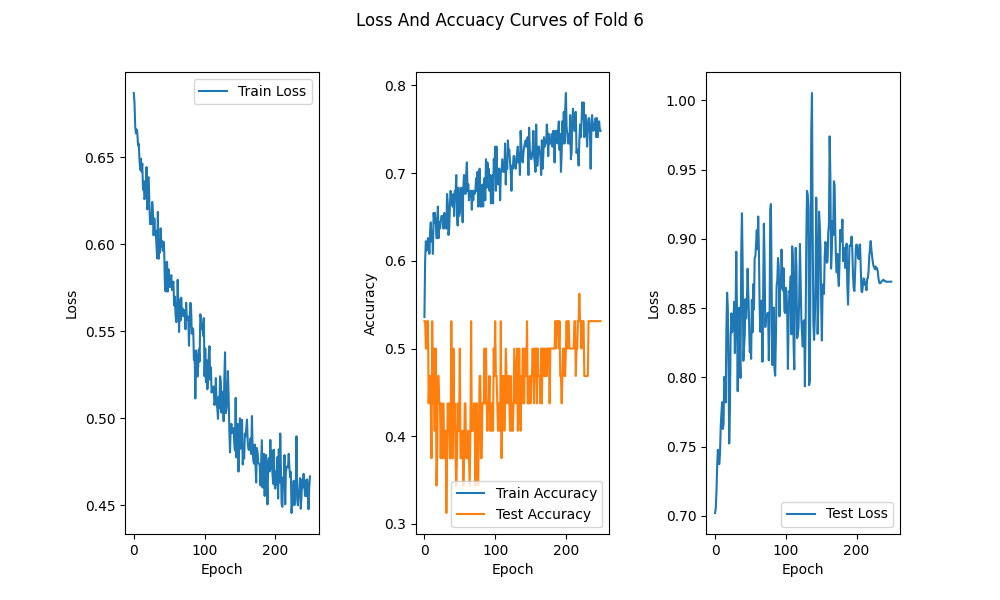 Loss And Accuacy Curves of Fold 6
Loss
0.65
0.60
0.55
0.50
0.45
Train Loss
0 100 200
Epoch
Accuracy
0.8
0.7
0.6
0.5
0.4
0.3
Train Accuracy
Test Accuracy
0 100 200
Epoch
Loss
1.00
0.95
0.90
0.85
0.80
0.75
0.70
Test Loss
0 100 200
Epoch